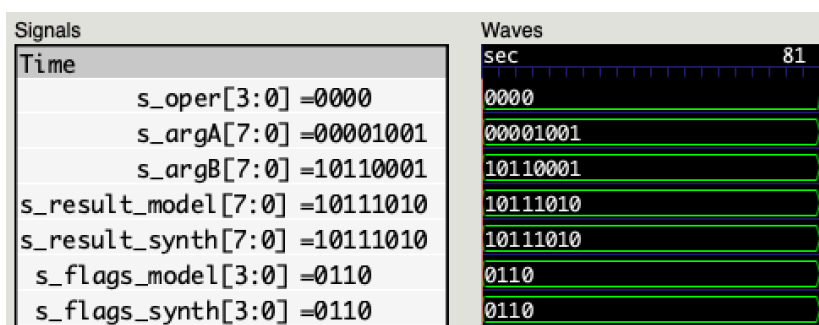 Signals
Waves
Time
sec 81
s_oper[3:0] =0000
0000
s_argA[7:0] =00001001
00001001
s_argB[7:0] =10110001
10110001
s_result_model[7:0] =10111010
10111010
s_result_synth[7:0] =10111010
10111010
s_flags_model[3:0] =0110
0110
s_flags_synth[3:0] =0110
0110